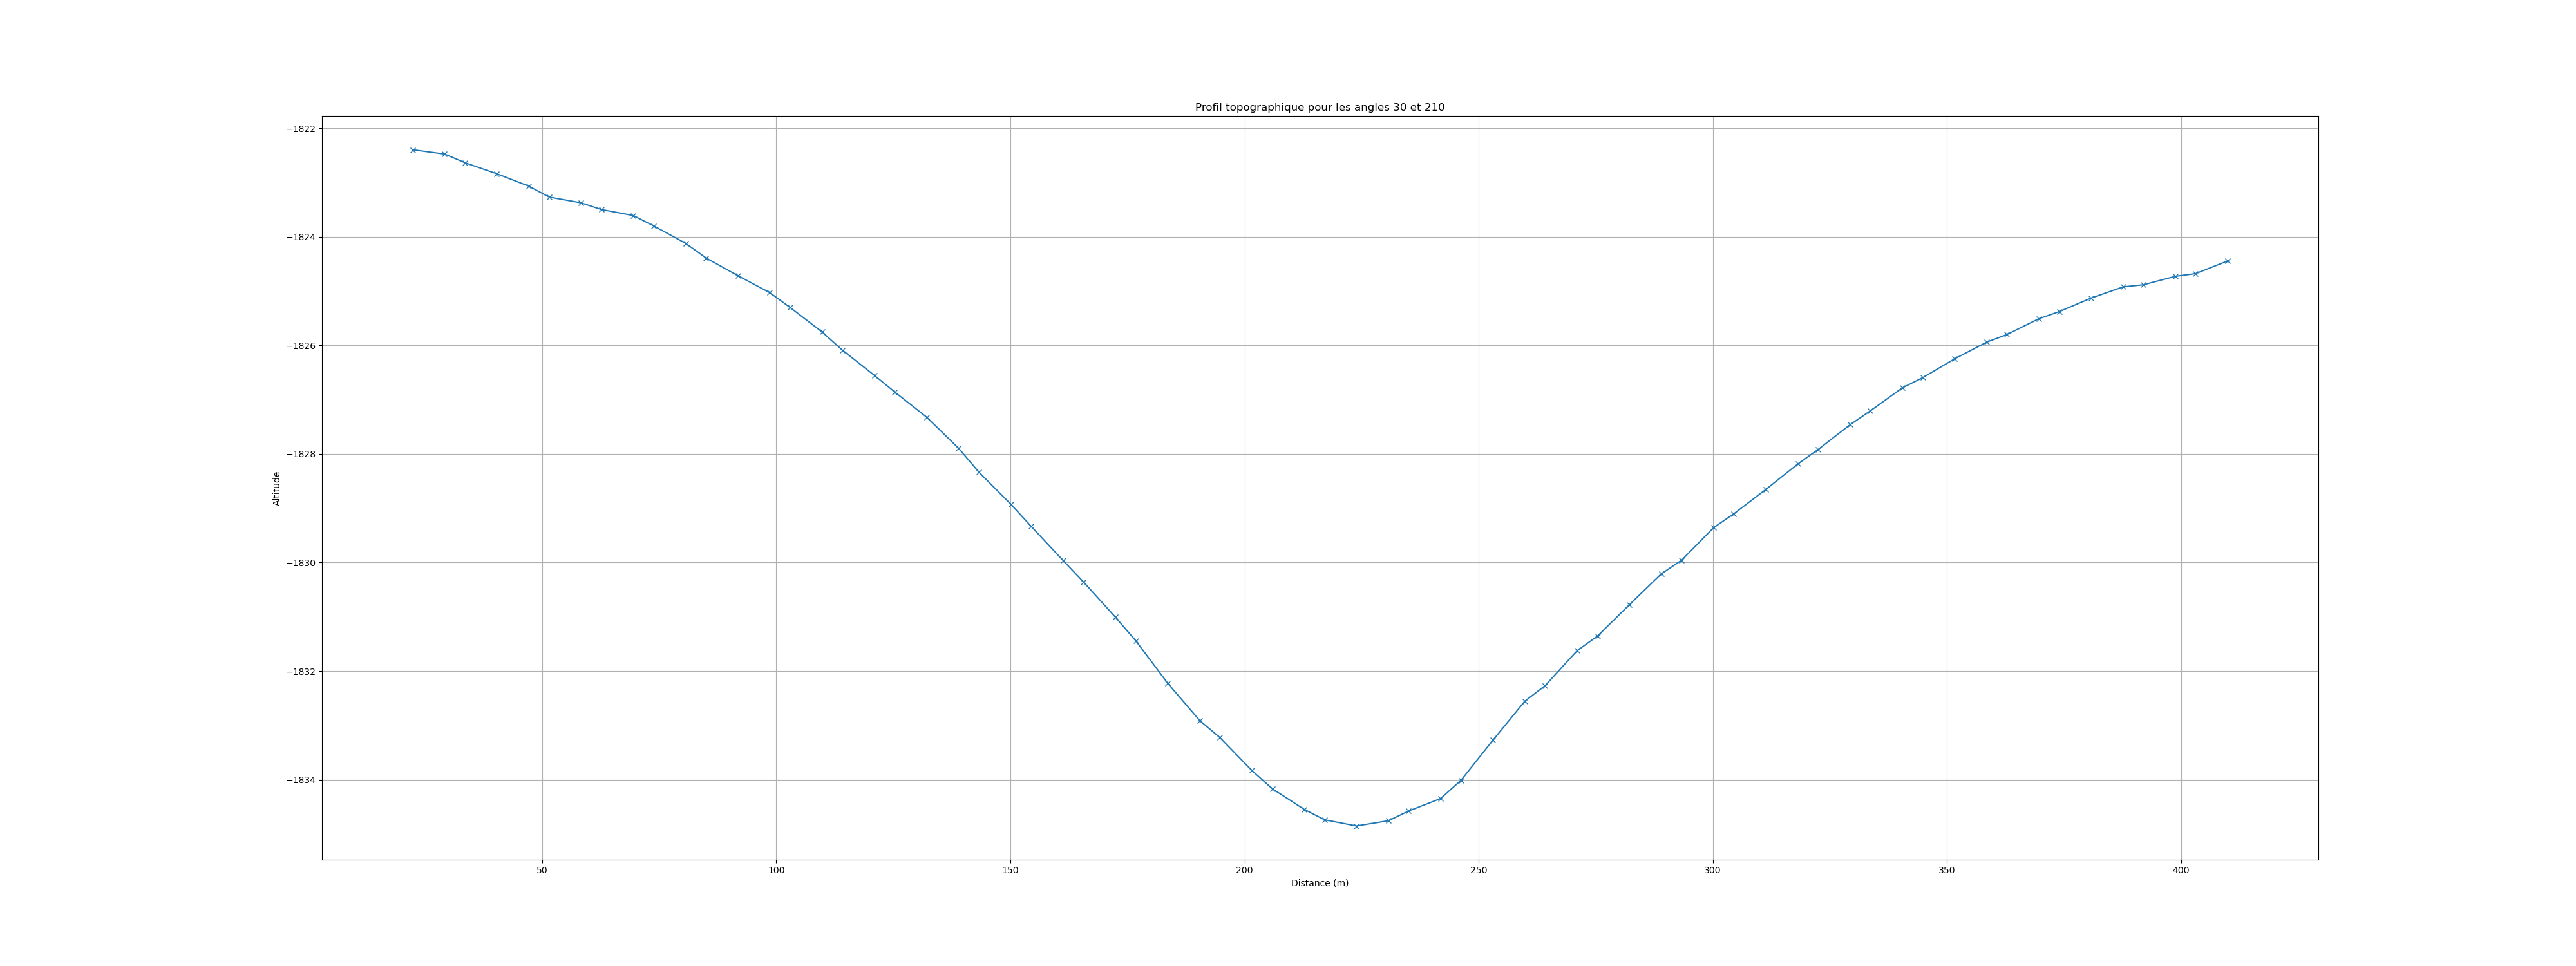 Profil topographique pour les angles 30 et 210
−1822
−1824
−1826
−1828
−1830
−1832
−1834
Altitude
50 100 150 200 250 300 350 400
Distance (m)